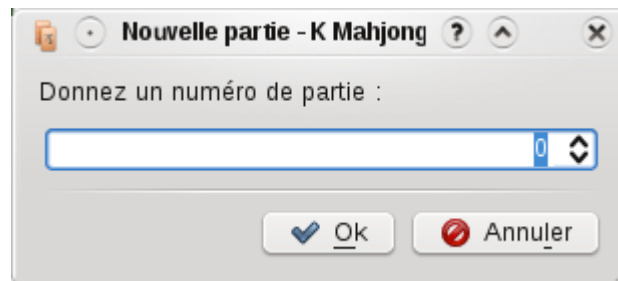 Nouvelle partie - K Mahjong
Donnez un numéro de partie :
0
Ok Annuler